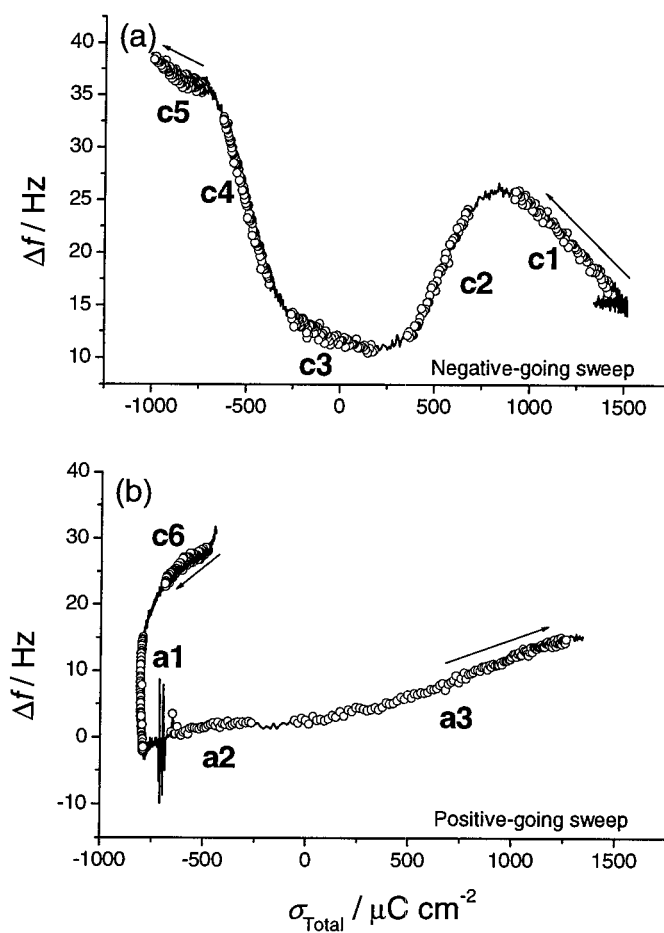 (a)
40
35
30
25
20
15
10
Δf / Hz
c5
c4
c3
c2
c1
Negative-going sweep
-1000 -500 0 500 1000 1500
(b)
40
30
20
10
0
-10
Δf / Hz
c6
a1
a2
a3
Positive-going sweep
-1000 -500 0 500 1000 1500
σTotal / μC cm-2